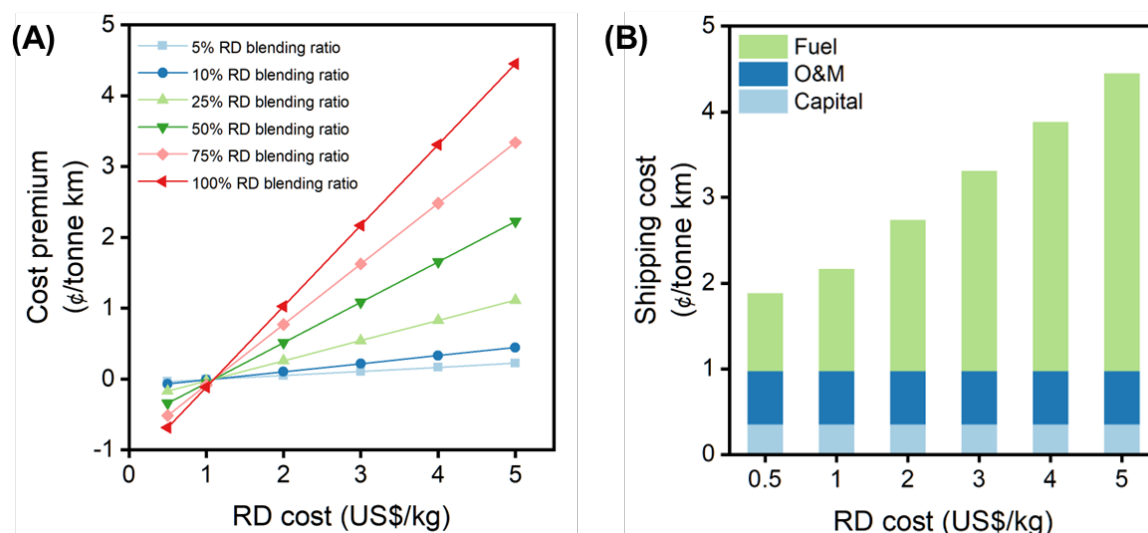 (A)
5
4
3
2
1
0
-1
Cost premium
(¢/tonne km)
5% RD blending ratio
10% RD blending ratio
25% RD blending ratio
50% RD blending ratio
75% RD blending ratio
100% RD blending ratio
0 1 2 3 4 5
RD cost (US$/kg)
(B)
5
4
3
2
1
0
Shipping cost
(¢/tonne km)
Fuel
O&M
Capital
0.5 1 2 3 4 5
RD cost (US$/kg)